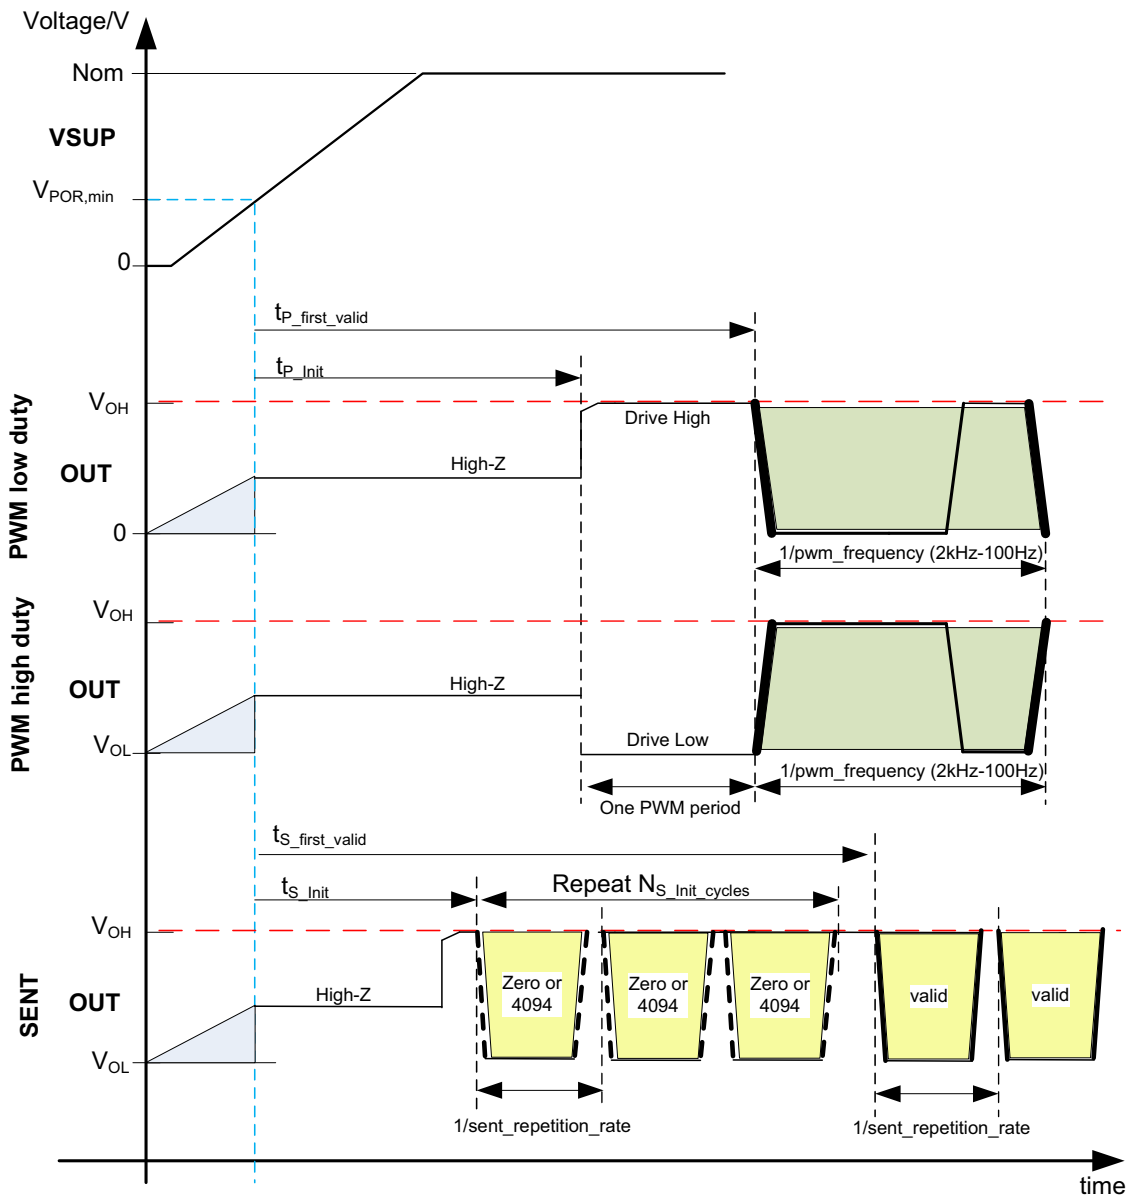 Voltage/V
Nom
VSUP
VPOR,min
0
tP_first_valid
tP_Init
PWM low duty
VOH
OUT
0
High-Z
Drive High
1/pwm_frequency (2kHz-100Hz)
PWM high duty
VOH
OUT
VOL
High-Z
Drive Low
1/pwm_frequency (2kHz-100Hz)
One PWM period
tS_first_valid
tS_Init
Repeat NS_Init_cycles
SENT
VOH
OUT
VOL
High-Z
Zero or
4094
Zero or
4094
Zero or
4094
valid
valid
1/sent_repetition_rate
1/sent_repetition_rate
time